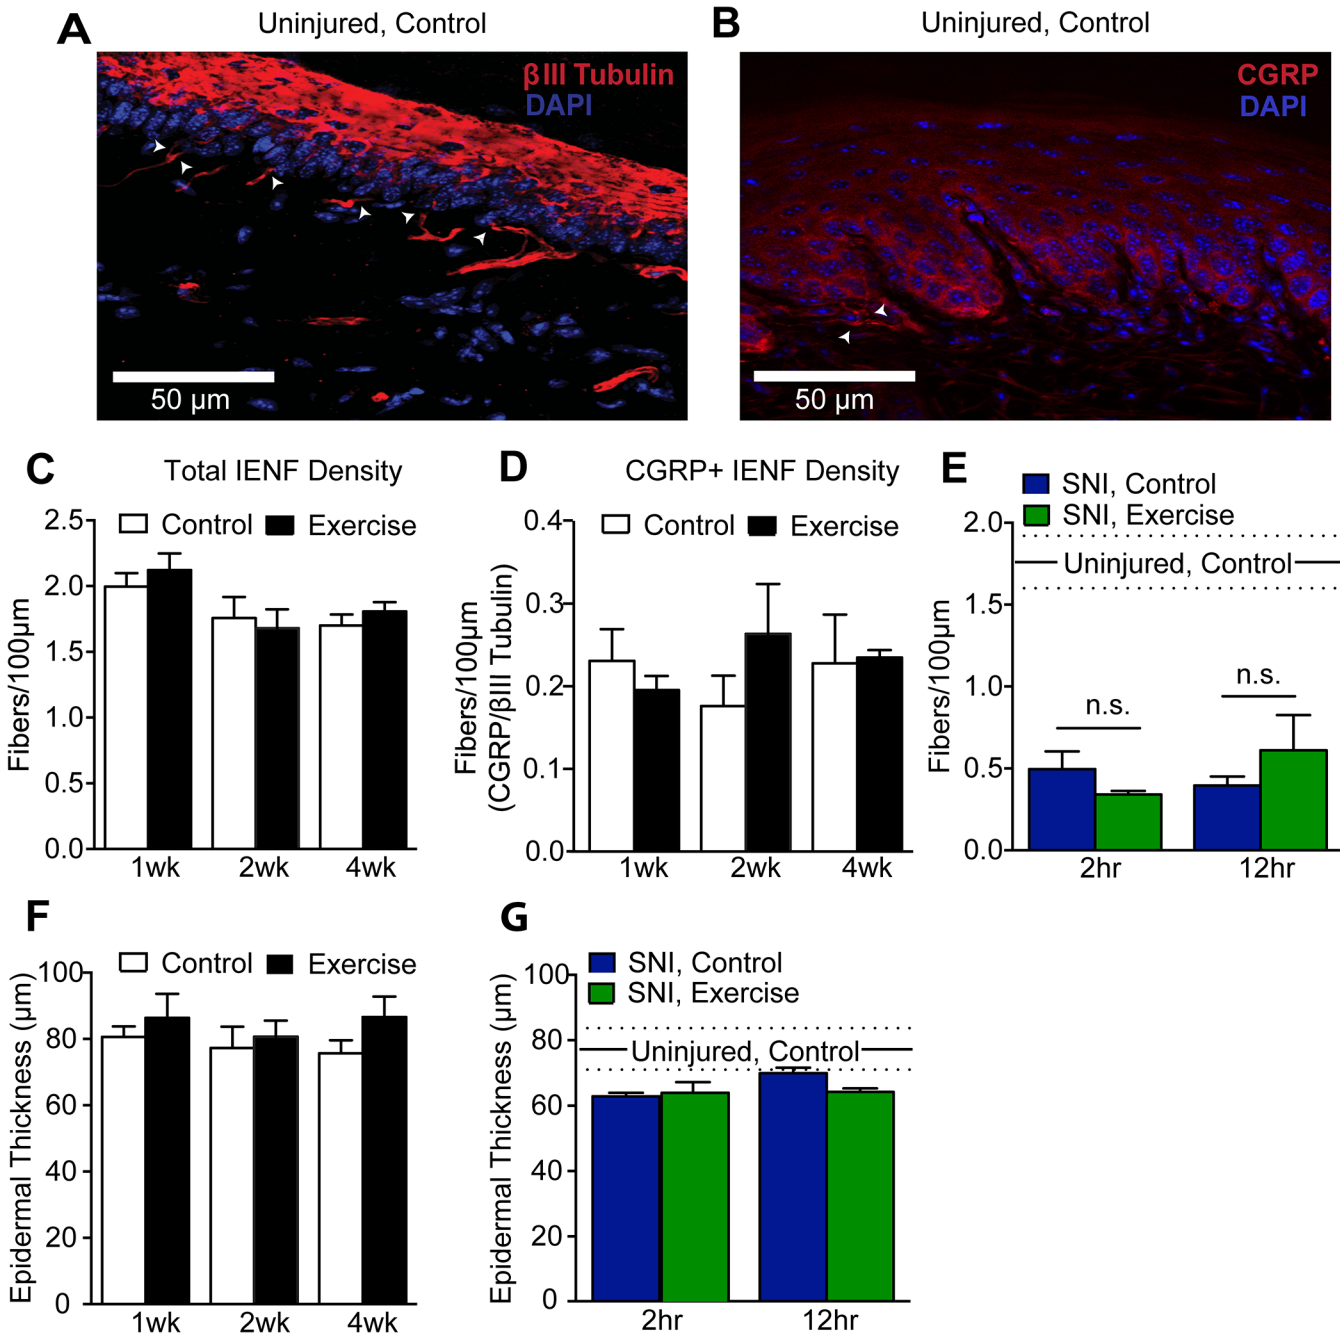 A
Uninjured, Control
βIII Tubulin
DAPI
50 µm
B
Uninjured, Control
CGRP
DAPI
50 µm
C
Total IENF Density
Control
Exercise
Fibers/100µm
2.5
2.0
1.5
1.0
0.5
0.0
1wk
2wk
4wk
D
CGRP+ IENF Density
Control
Exercise
Fibers/100µm
(CGRP/βIII Tubulin)
0.4
0.3
0.2
0.1
0.0
1wk
2wk
4wk
E
SNI, Control
SNI, Exercise
Uninjured, Control
Fibers/100µm
2.0
1.5
1.0
0.5
0.0
n.s.
n.s.
2hr
12hr
F
Control
Exercise
Epidermal Thickness (µm)
100
80
60
40
20
0
1wk
2wk
4wk
G
SNI, Control
SNI, Exercise
Uninjured, Control
Epidermal Thickness (µm)
100
80
60
40
20
0
2hr
12hr